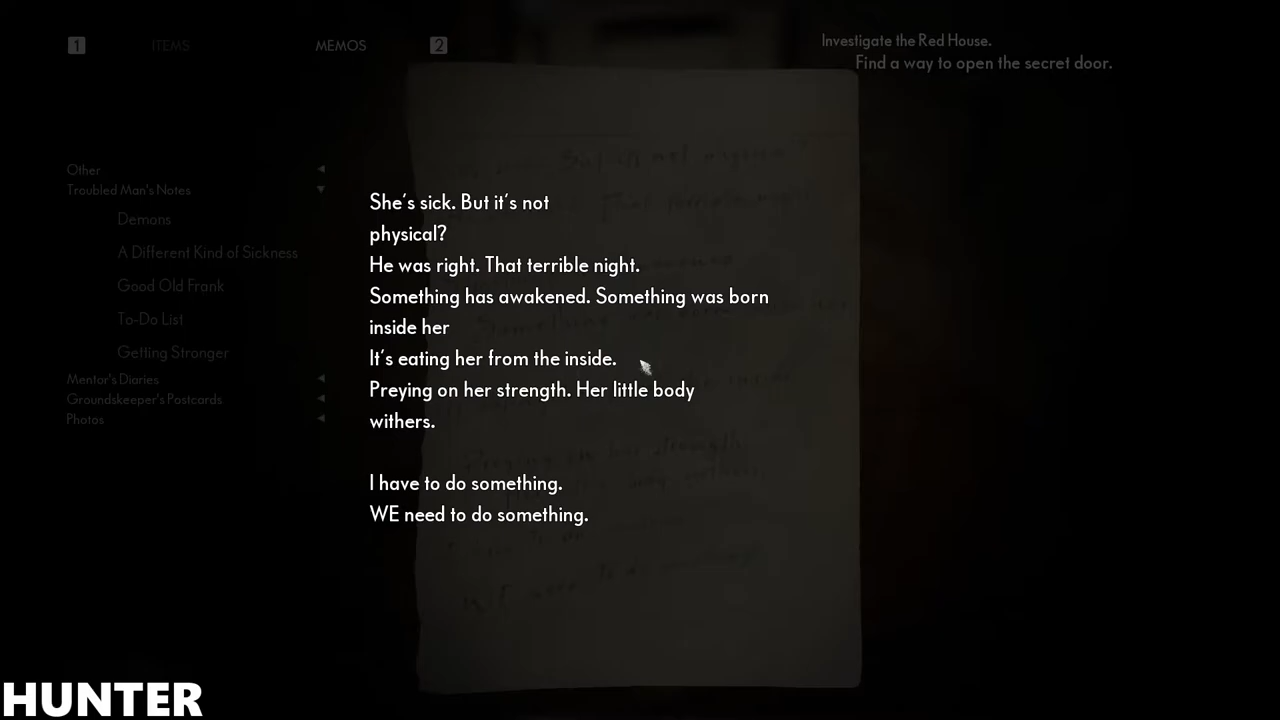 1 ITEMS MEMOS 2
Investigate the Red House.
Find a way to open the secret door.
Other
Troubled Man's Notes
Demons
A Different Kind of Sickness
Good Old Frank
To-Do List
Getting Stronger
Mentor's Diaries
Groundskeeper's Postcards
Photos
She's sick. But it's not
physical?
He was right. That terrible night.
Something has awakened. Something was born
inside her
It's eating her from the inside.
Preying on her strength. Her little body
withers.
I have to do something.
WE need to do something.
HUNTER